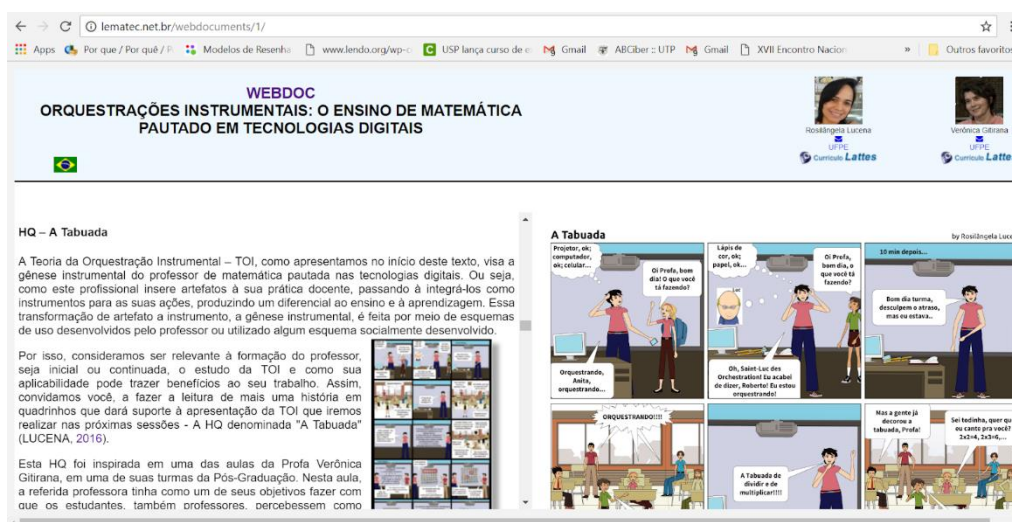 lematec.net.br/webdocuments/1/
Apps Por que / Por quê / P Modelos de Resenha www.lendo.org/wp-c USP lança curso de e Gmail ABCiber :: UTP Gmail XVII Encontro Nacion » Outros favoritos
WEBDOC
ORQUESTRAÇÕES INSTRUMENTAIS: O ENSINO DE MATEMÁTICA
PAUTADO EM TECNOLOGIAS DIGITAIS
Rosilângela Lucena
UFPE
Currículo Lattes
Verônica Gitirana
UFPE
Currículo Latte
HQ – A Tabuada
A Teoria da Orquestração Instrumental – TOI, como apresentamos no início deste texto, visa a
gênese instrumental do professor de matemática pautada nas tecnologias digitais. Ou seja,
como este profissional insere artefatos à sua prática docente, passando à integrá-los como
instrumentos para as suas ações, produzindo um diferencial ao ensino e à aprendizagem. Essa
transformação de artefato a instrumento, a gênese instrumental, é feita por meio de esquemas
de uso desenvolvidos pelo professor ou utilizado algum esquema socialmente desenvolvido.
Por isso, consideramos ser relevante à formação do professor,
seja inicial ou continuada, o estudo da TOI e como sua
aplicabilidade pode trazer benefícios ao seu trabalho. Assim,
convidamos você, a fazer a leitura de mais uma história em
quadrinhos que dará suporte à apresentação da TOI que iremos
realizar nas próximas sessões - A HQ denominada "A Tabuada"
(LUCENA, 2016).
Esta HQ foi inspirada em uma das aulas da Profa Verônica
Gitirana, em uma de suas turmas da Pós-Graduação. Nesta aula,
a referida professora tinha como um de seus objetivos fazer com
que os estudantes, também professores, percebessem como
A Tabuada
by Rosilângela Luce
Projetor, ok;
computador,
ok; celular...
Oi Profa, bom
dia! O que você
tá fazendo?
Orquestrando,
Anita,
orquestrando...
Lápis de
cor, ok;
papel, ok...
Oi Profa,
bom dia, o
que você tá
fazendo?
Oh, Saint-Luc des
Orchestration! Eu acabei
de dizer, Roberto! Eu estou
orquestrando!
10 min depois...
Bom dia turma,
desculpem o atraso,
mas eu estava..
ORQUESTRANDO!!!!
A Tabuada de
dividir e de
multiplicar!!!!
Mas a gente já
decorou a
tabuada, Profa!
Sei todinha, quer qu
eu cante pra você?
2x2=4, 2x3=6,...